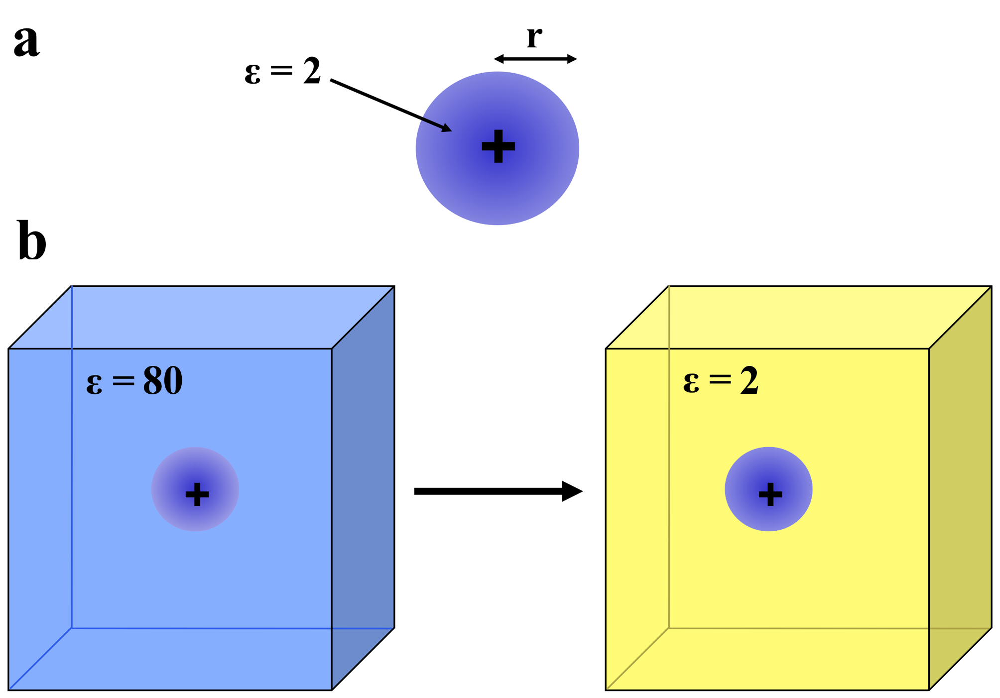 a
r
ε = 2
b
ε = 80
ε = 2